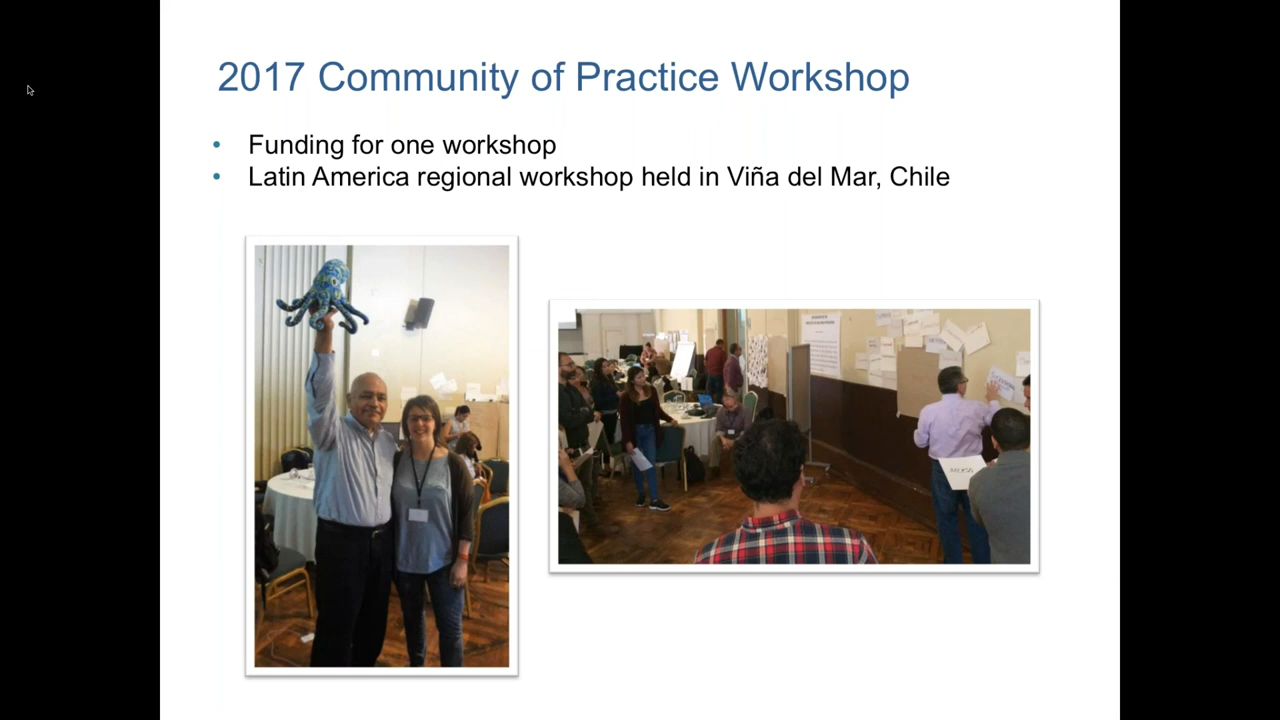 2017 Community of Practice Workshop
• Funding for one workshop
• Latin America regional workshop held in Viña del Mar, Chile